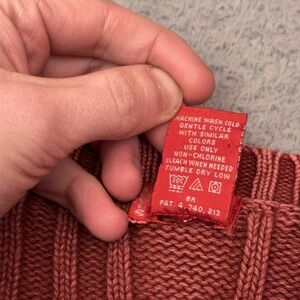 MACHINE WASH COLD
GENTLE CYCLE
WITH SIMILAR
COLORS
USE ONLY
NON-CHLORINE
BLEACH WHEN NEEDED
TUMBLE DRY LOW
RM
PAT. 4,740,213